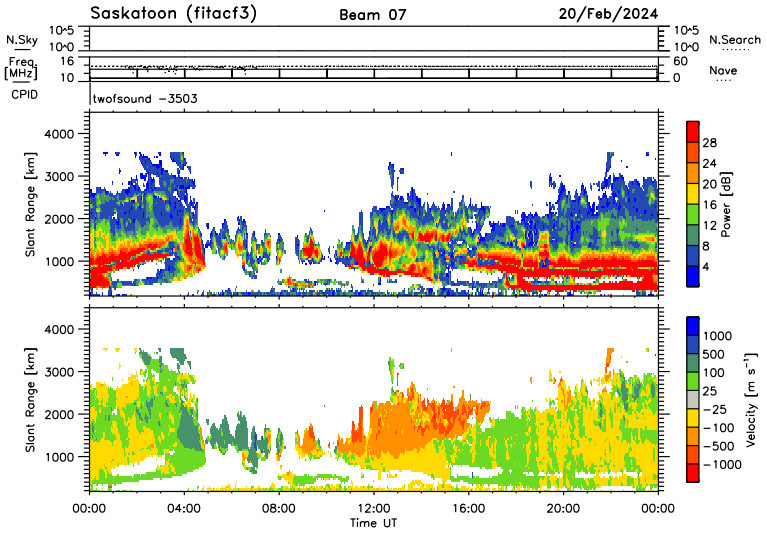 Saskatoon (fitacf3) Beam 07 20/Feb/2024
N.Sky 10^5 10^0 10^5 10^0 N.Search
Freq. [MHz] 16 10 60 0 Nave
CPID twofsound -3503
Slant Range [km] 4000 3000 2000 1000
Power [dB] 28 24 20 16 12 8 4
Slant Range [km] 4000 3000 2000 1000
Velocity [m s⁻¹] 1000 500 100 25 -25 -100 -500 -1000
00:00 04:00 08:00 12:00 16:00 20:00 00:00
Time UT